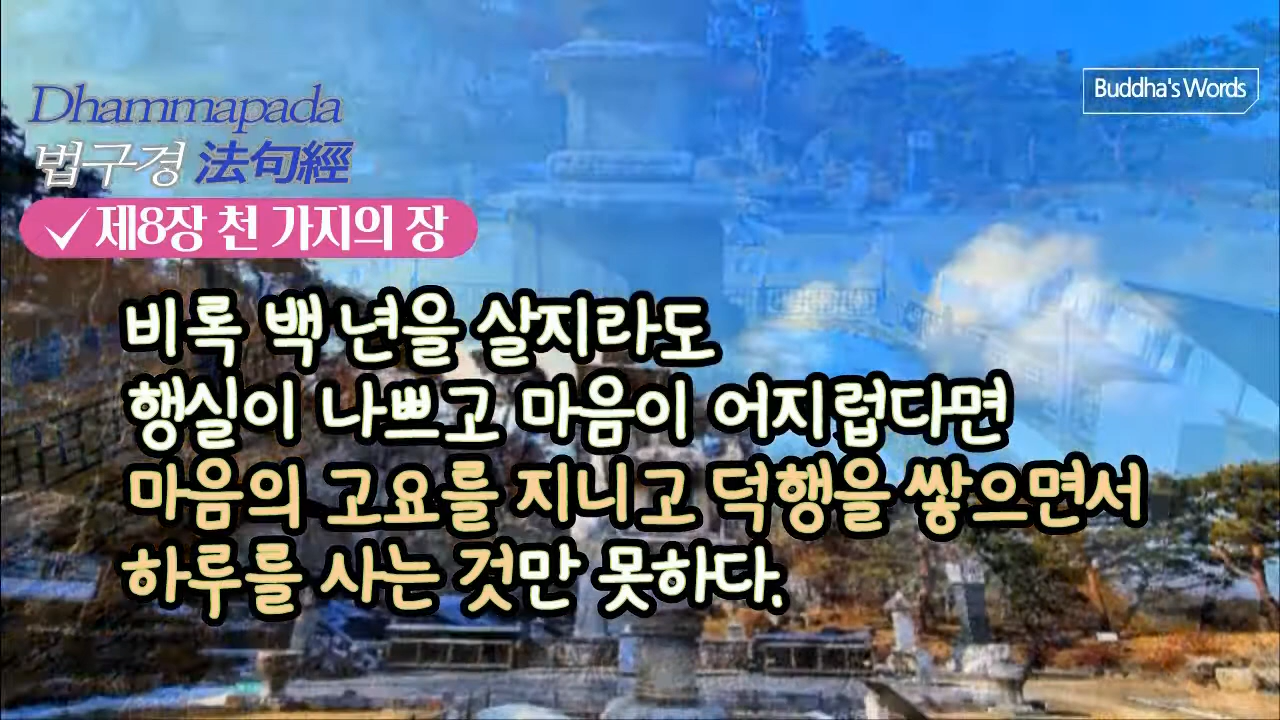 Dhammapada
법구경 法句經
Buddha's Words
제8장 천 가지의 장
비록 백 년을 살지라도
행실이 나쁘고 마음이 어지럽다면
마음의 고요를 지니고 덕행을 쌓으면서
하루를 사는 것만 못하다.